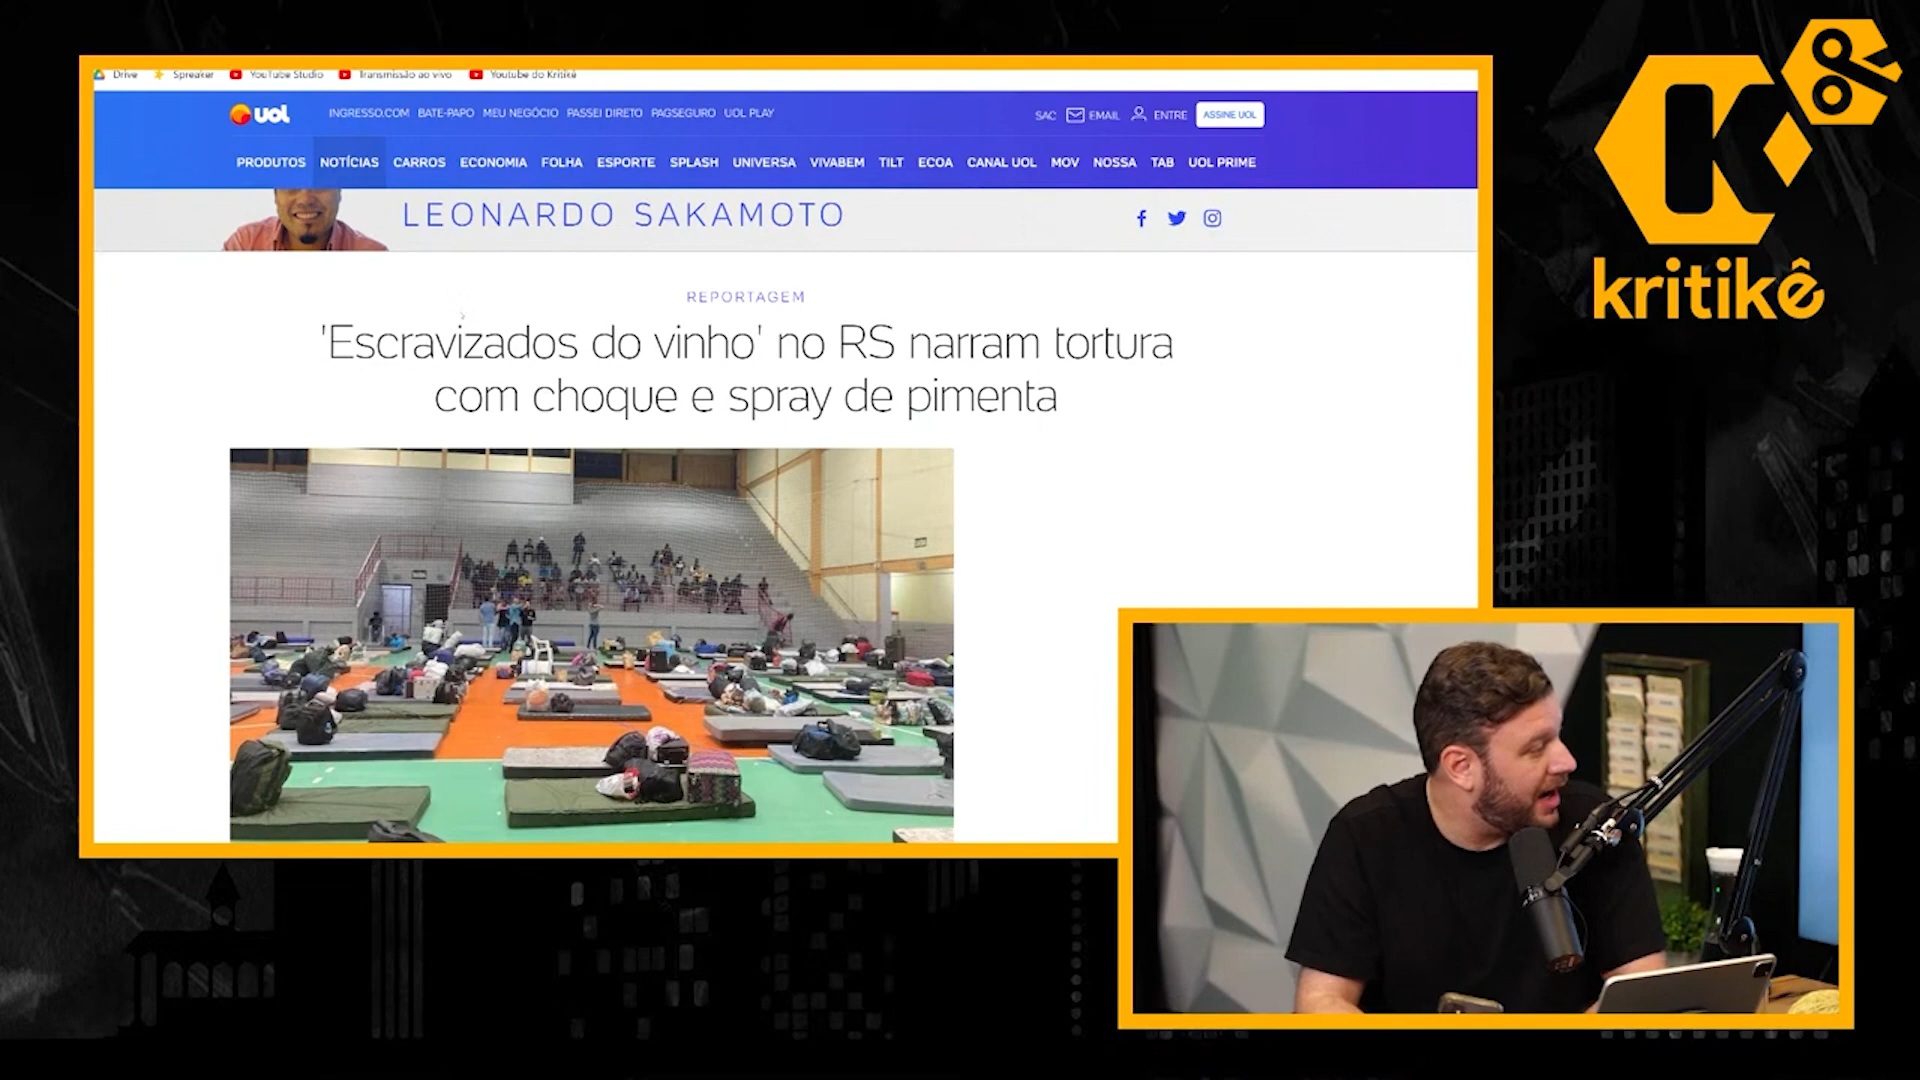 Drive Spreaker YouTube Studio Transmissão ao vivo Youtube do Kritikê
uol INGRESSO.COM BATE-PAPO MEU NEGÓCIO PASSEI DIRETO PAGSEGURO UOL PLAY SAC EMAIL ENTRE ASSINE UOL
PRODUTOS NOTÍCIAS CARROS ECONOMIA FOLHA ESPORTE SPLASH UNIVERSA VIVABEM TILT ECOA CANAL UOL MOV NOSSA TAB UOL PRIME
LEONARDO SAKAMOTO
REPORTAGEM
'Escravizados do vinho' no RS narram tortura
com choque e spray de pimenta
K
kritikê